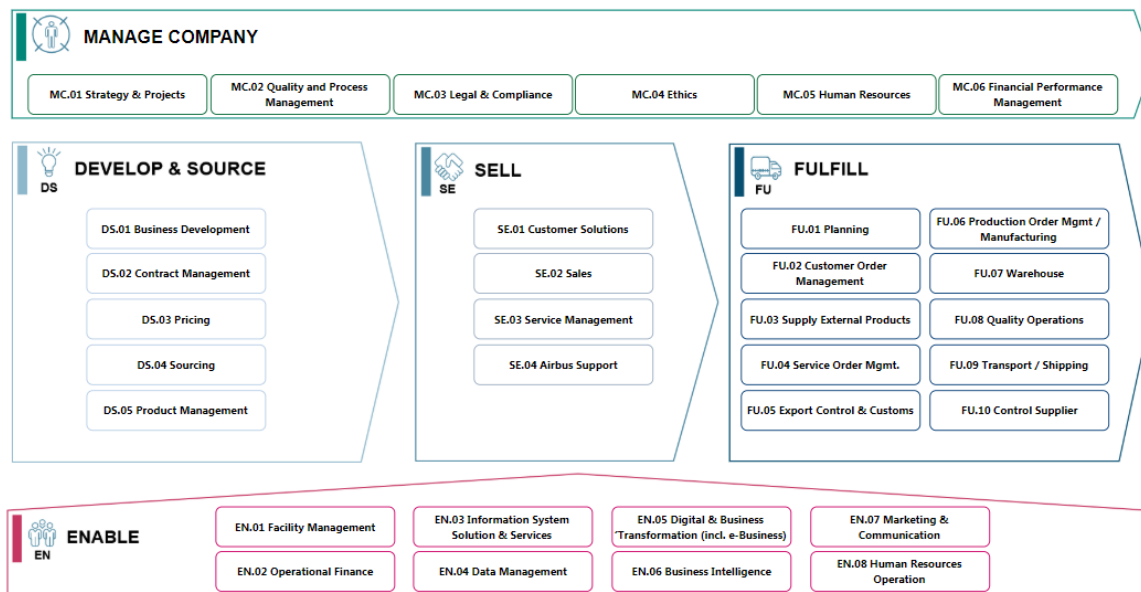 MANAGE COMPANY
MC.01 Strategy & Projects
MC.02 Quality and Process
Management
MC.03 Legal & Compliance
MC.04 Ethics
MC.05 Human Resources
MC.06 Financial Performance
Management
DS
DEVELOP & SOURCE
DS.01 Business Development
DS.02 Contract Management
DS.03 Pricing
DS.04 Sourcing
DS.05 Product Management
SE
SELL
SE.01 Customer Solutions
SE.02 Sales
SE.03 Service Management
SE.04 Airbus Support
FU
FULFILL
FU.01 Planning
FU.02 Customer Order
Management
FU.03 Supply External Products
FU.04 Service Order Mgmt.
FU.05 Export Control & Customs
FU.06 Production Order Mgmt /
Manufacturing
FU.07 Warehouse
FU.08 Quality Operations
FU.09 Transport / Shipping
FU.10 Control Supplier
EN
ENABLE
EN.01 Facility Management
EN.02 Operational Finance
EN.03 Information System
Solution & Services
EN.04 Data Management
EN.05 Digital & Business
'Transformation (incl. e-Business)
EN.06 Business Intelligence
EN.07 Marketing &
Communication
EN.08 Human Resources
Operation